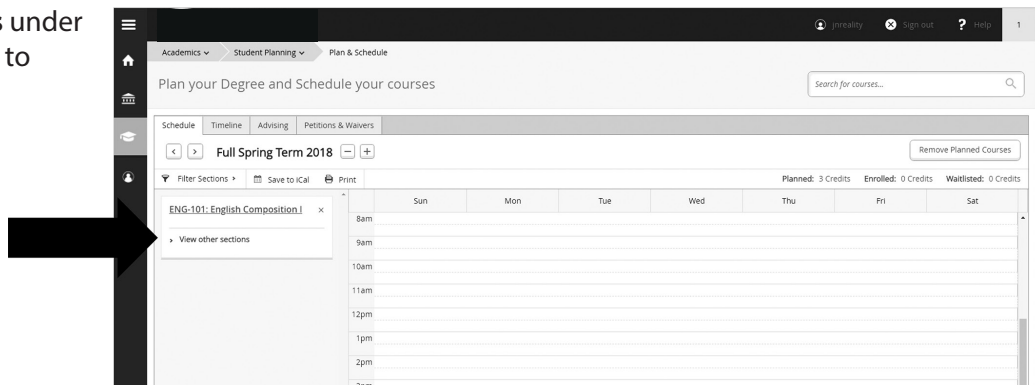 s under
to
jnreality Sign out ? Help 1
Academics Student Planning Plan & Schedule
Plan your Degree and Schedule your courses
Search for courses...
Schedule Timeline Advising Petitions & Waivers
< > Full Spring Term 2018 − +
Remove Planned Courses
Filter Sections > Save to iCal Print
Planned: 3 Credits Enrolled: 0 Credits Waitlisted: 0 Credits
ENG-101: English Composition I ×
> View other sections
Sun Mon Tue Wed Thu Fri Sat
8am
9am
10am
11am
12pm
1pm
2pm